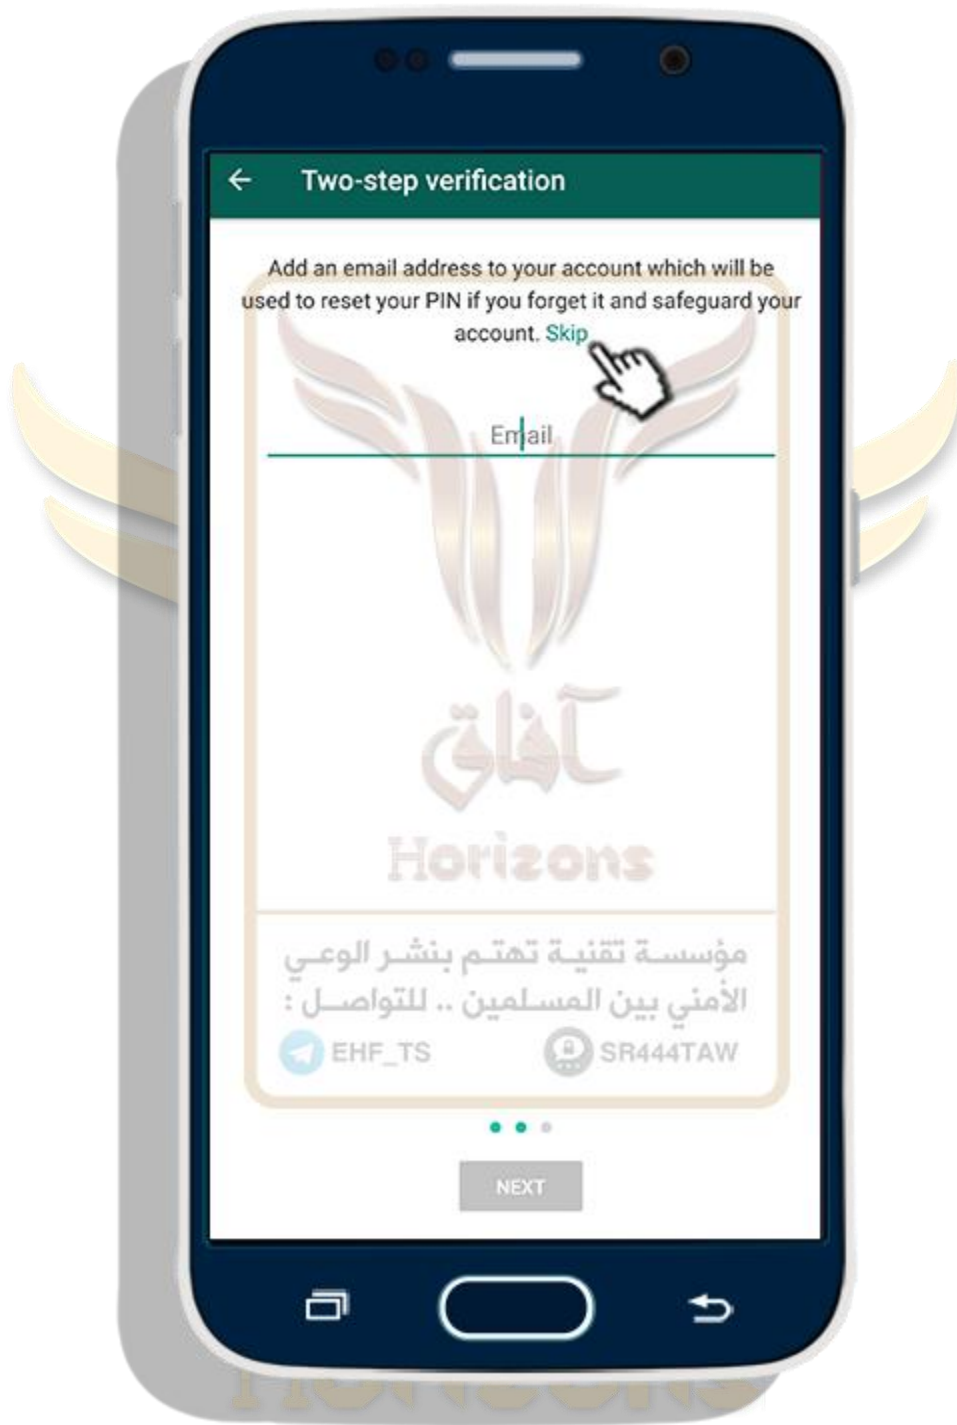 Two-step verification
Add an email address to your account which will be
used to reset your PIN if you forget it and safeguard your
account. Skip
Email
آفاق
Horizons
مؤسسة تقنية تهتم بنشر الوعي
الأمني بين المسلمين .. للتواصل :
EHF_TS
SR444TAW
NEXT
Horizons